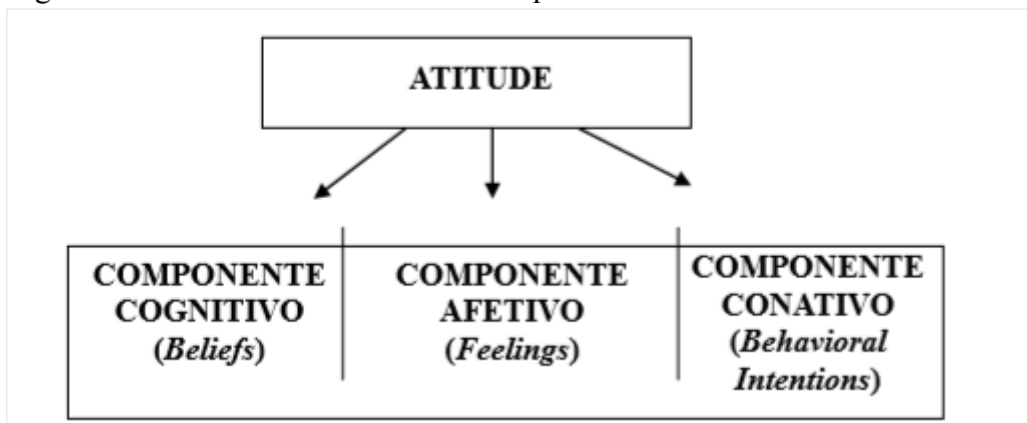 ATITUDE
COMPONENTE
COGNITIVO
(Beliefs)
COMPONENTE
AFETIVO
(Feelings)
COMPONENTE
CONATIVO
(Behavioral
Intentions)